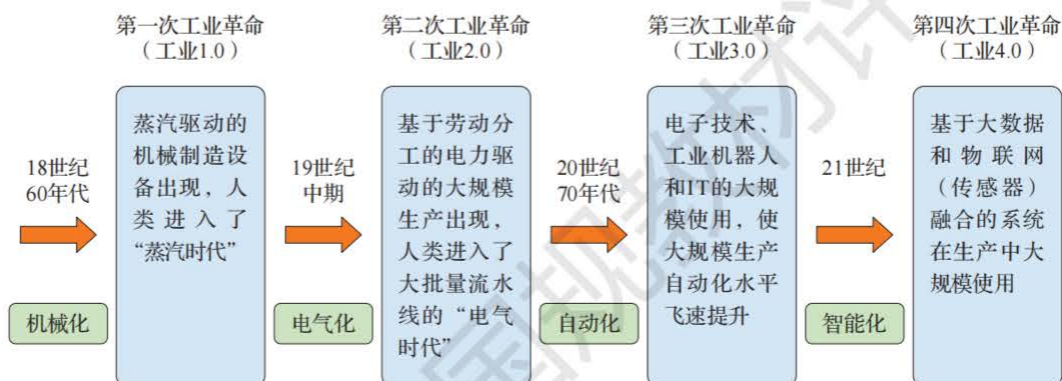 第一次工业革命
（工业1.0）
第二次工业革命
（工业2.0）
第三次工业革命
（工业3.0）
第四次工业革命
（工业4.0）
18世纪
60年代
机械化
蒸汽驱动的
机械制造设
备出现，人
类进入了
“蒸汽时代”
19世纪
中期
电气化
基于劳动分
工的电力驱
动的大规模
生产出现，
人类进入了
大批量流水
线的“电气
时代”
20世纪
70年代
自动化
电子技术、
工业机器人
和IT的大规
模使用，使
大规模生产
自动化水平
飞速提升
21世纪
智能化
基于大数据
和物联网
（传感器）
融合的系统
在生产中大
规模使用
国规教材评